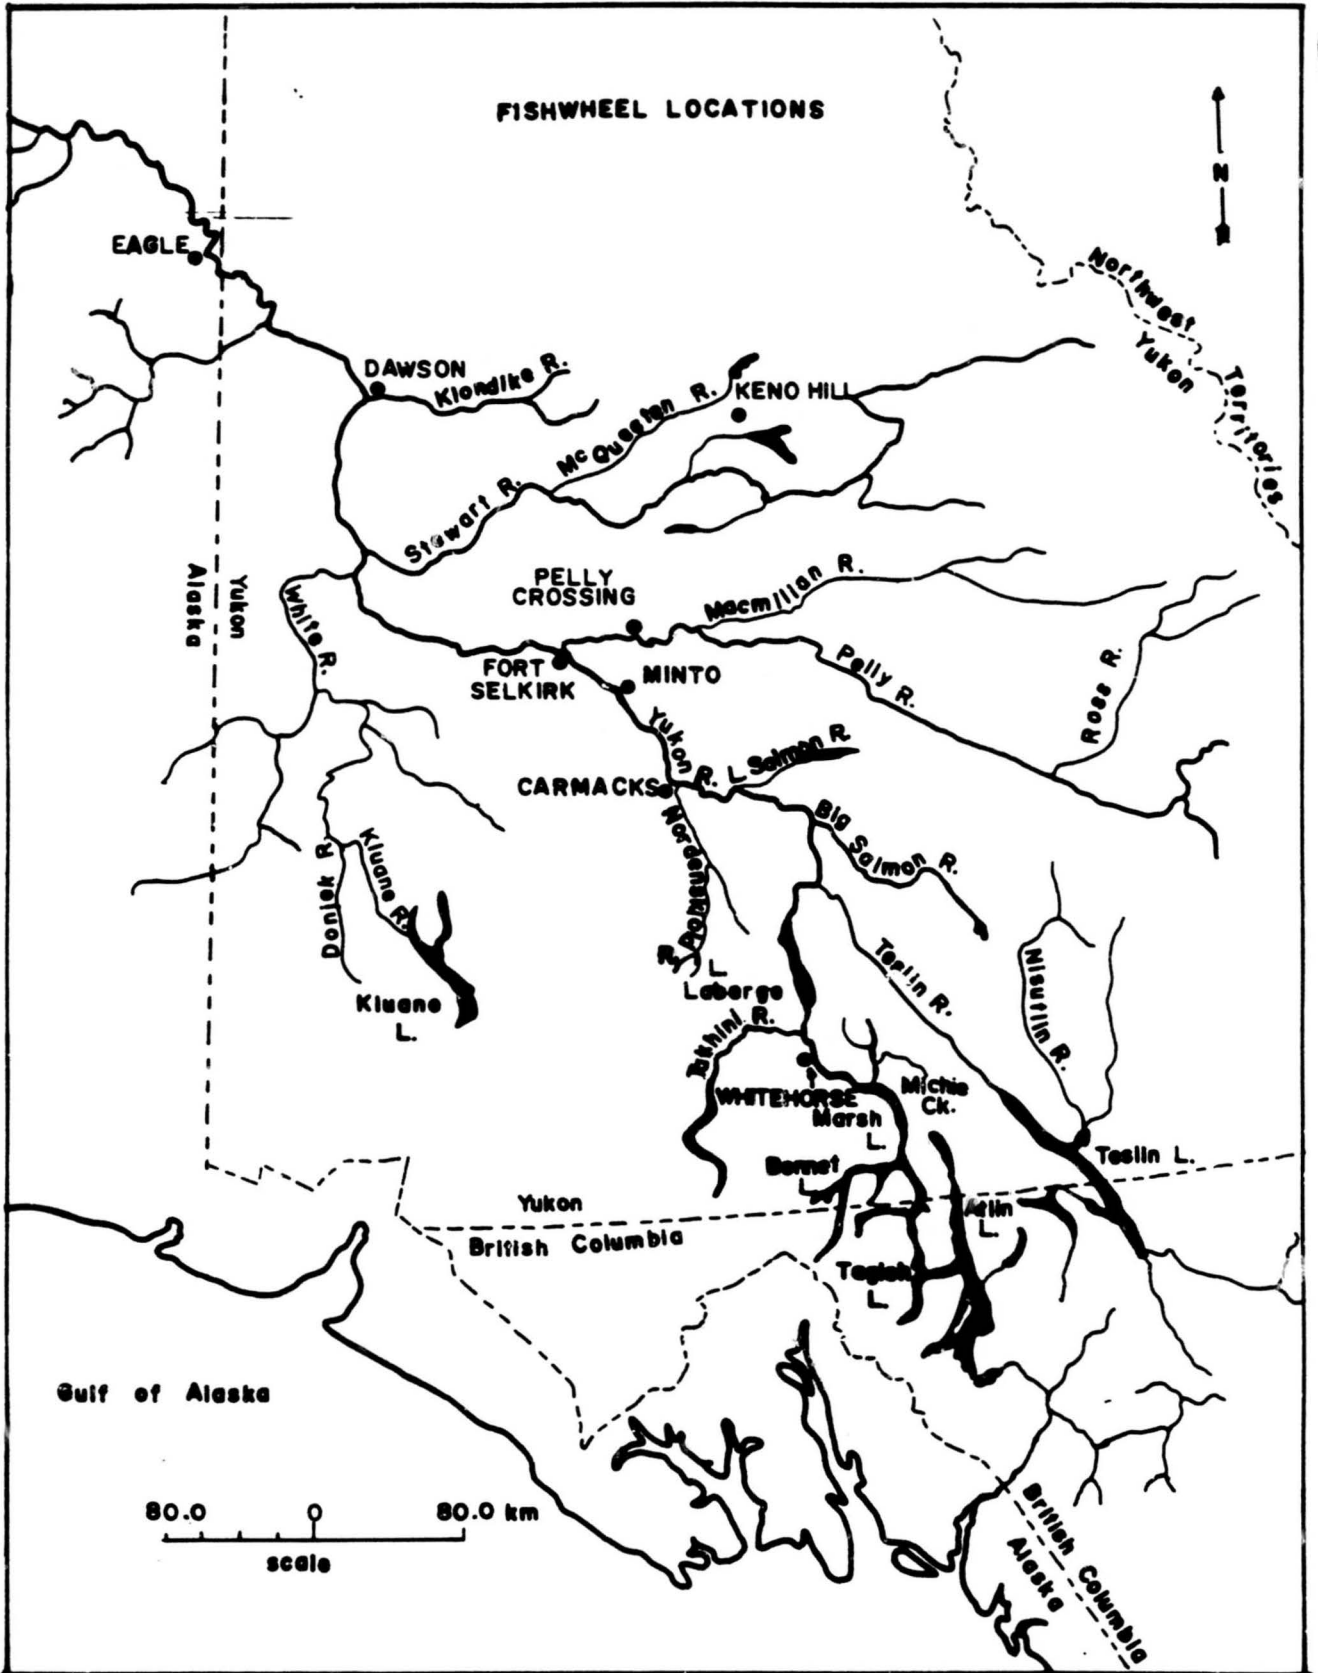 FISHWHEEL LOCATIONS
N
EAGLE
Northwest
Territories
Yukon
DAWSON
Klondike R.
McQuesten R.
KENO HILL
Stewart R.
Alaska
Yukon
White R.
PELLY
CROSSING
Macmillan R.
FORT
SELKIRK
MINTO
Pelly R.
Ross R.
Yukon R.
L. Salmon R.
CARMACKS
Big Salmon R.
Nordenskiold
R.
Donjek R.
Kluane R.
Kluane
L.
L.
Laberge
Teslin R.
Nisutlin R.
Takhini R.
WHITEHORSE
Michie
Ck.
Marsh
L.
Bennet
L.
Teslin L.
Yukon
British Columbia
Atlin
L.
Tagish
L.
Gulf of Alaska
80.0 0 80.0 km
scale
British Columbia
Alaska